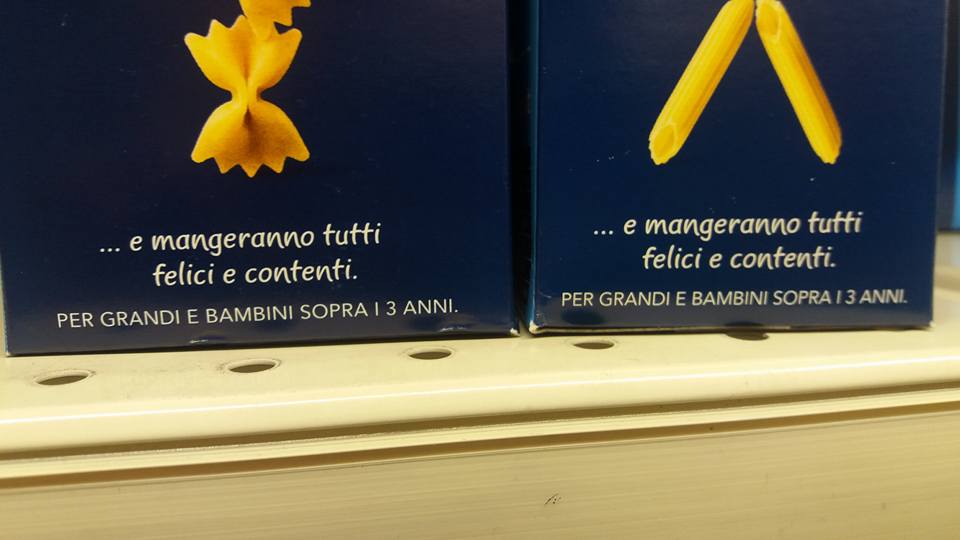 ... e mangeranno tutti
felici e contenti.
PER GRANDI E BAMBINI SOPRA I 3 ANNI.
... e mangeranno tutti
felici e contenti.
PER GRANDI E BAMBINI SOPRA I 3 ANNI.